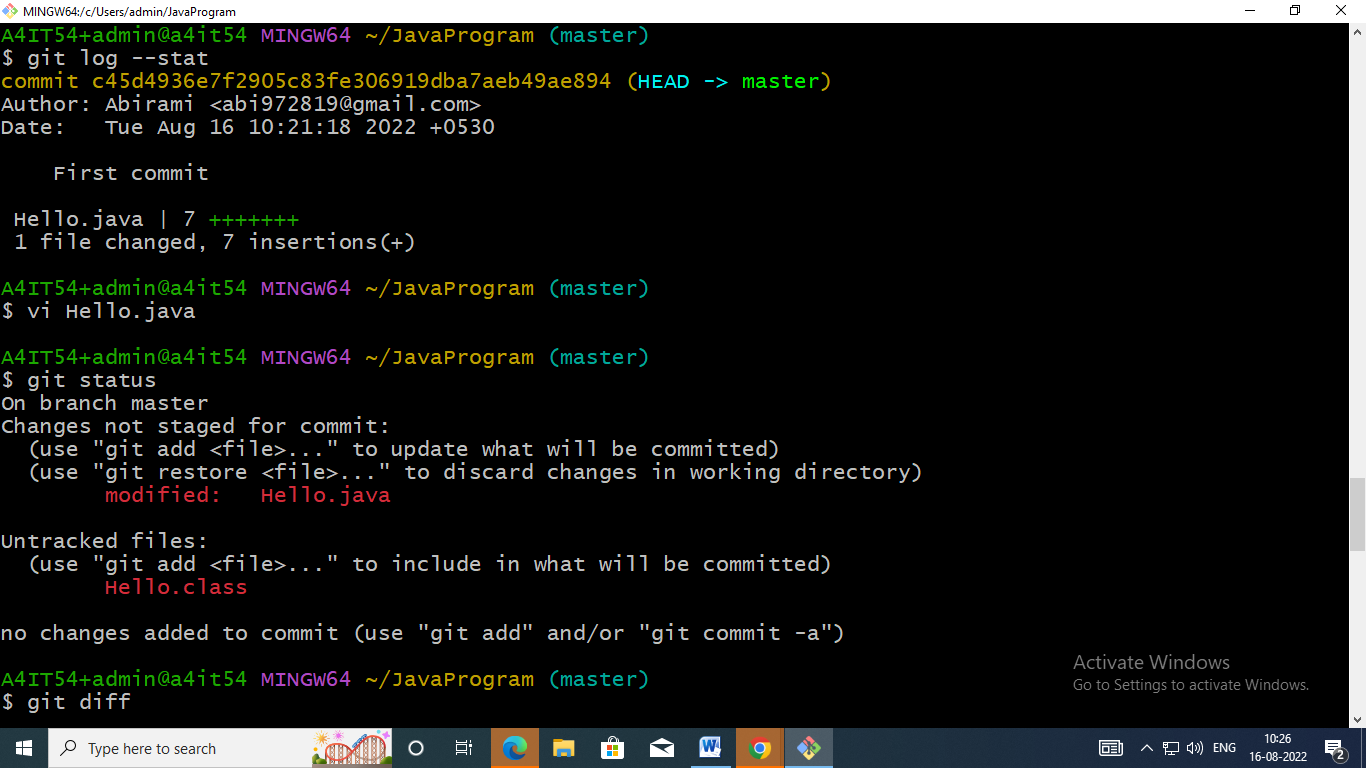 MINGW64:/c/Users/admin/JavaProgram
A4IT54+admin@a4it54 MINGW64 ~/JavaProgram (master)
$ git log --stat
commit c45d4936e7f2905c83fe306919dba7aeb49ae894 (HEAD -> master)
Author: Abirami <abi972819@gmail.com>
Date:   Tue Aug 16 10:21:18 2022 +0530
    First commit
 Hello.java | 7 +++++++
 1 file changed, 7 insertions(+)
A4IT54+admin@a4it54 MINGW64 ~/JavaProgram (master)
$ vi Hello.java
A4IT54+admin@a4it54 MINGW64 ~/JavaProgram (master)
$ git status
On branch master
Changes not staged for commit:
  (use "git add <file>..." to update what will be committed)
  (use "git restore <file>..." to discard changes in working directory)
        modified:   Hello.java
Untracked files:
  (use "git add <file>..." to include in what will be committed)
        Hello.class
no changes added to commit (use "git add" and/or "git commit -a")
A4IT54+admin@a4it54 MINGW64 ~/JavaProgram (master)
$ git diff
Activate Windows
Go to Settings to activate Windows.
Type here to search
W
ENG
10:26
16-08-2022
2